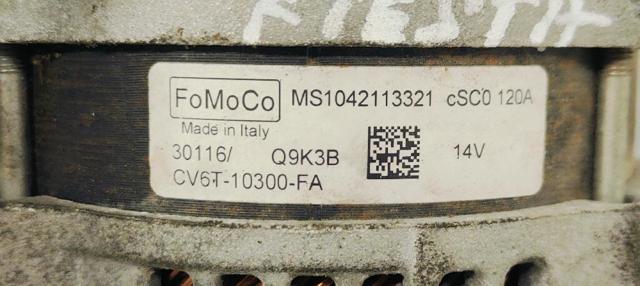 FIESTA
FoMoCo MS1042113321 cSC0 120A
Made in Italy
30116/ Q9K3B 14V
CV6T-10300-FA